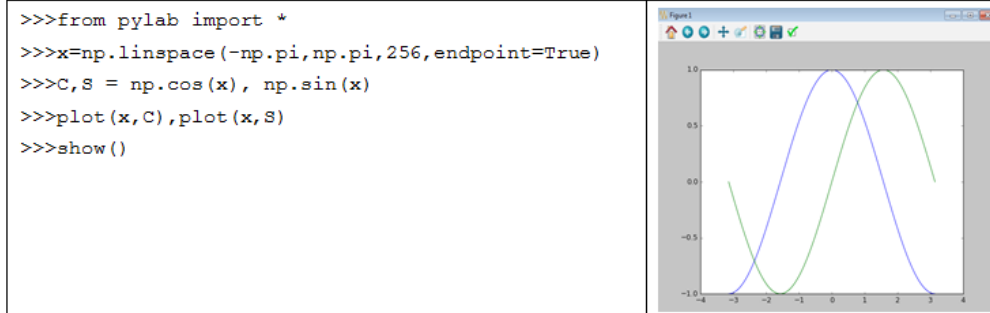 >>>from pylab import *
>>>x=np.linspace(-np.pi,np.pi,256,endpoint=True)
>>>C,S = np.cos(x), np.sin(x)
>>>plot(x,C),plot(x,S)
>>>show()
Figure1
1.0
0.5
0.0
−0.5
−1.0
−4 −3 −2 −1 0 1 2 3 4